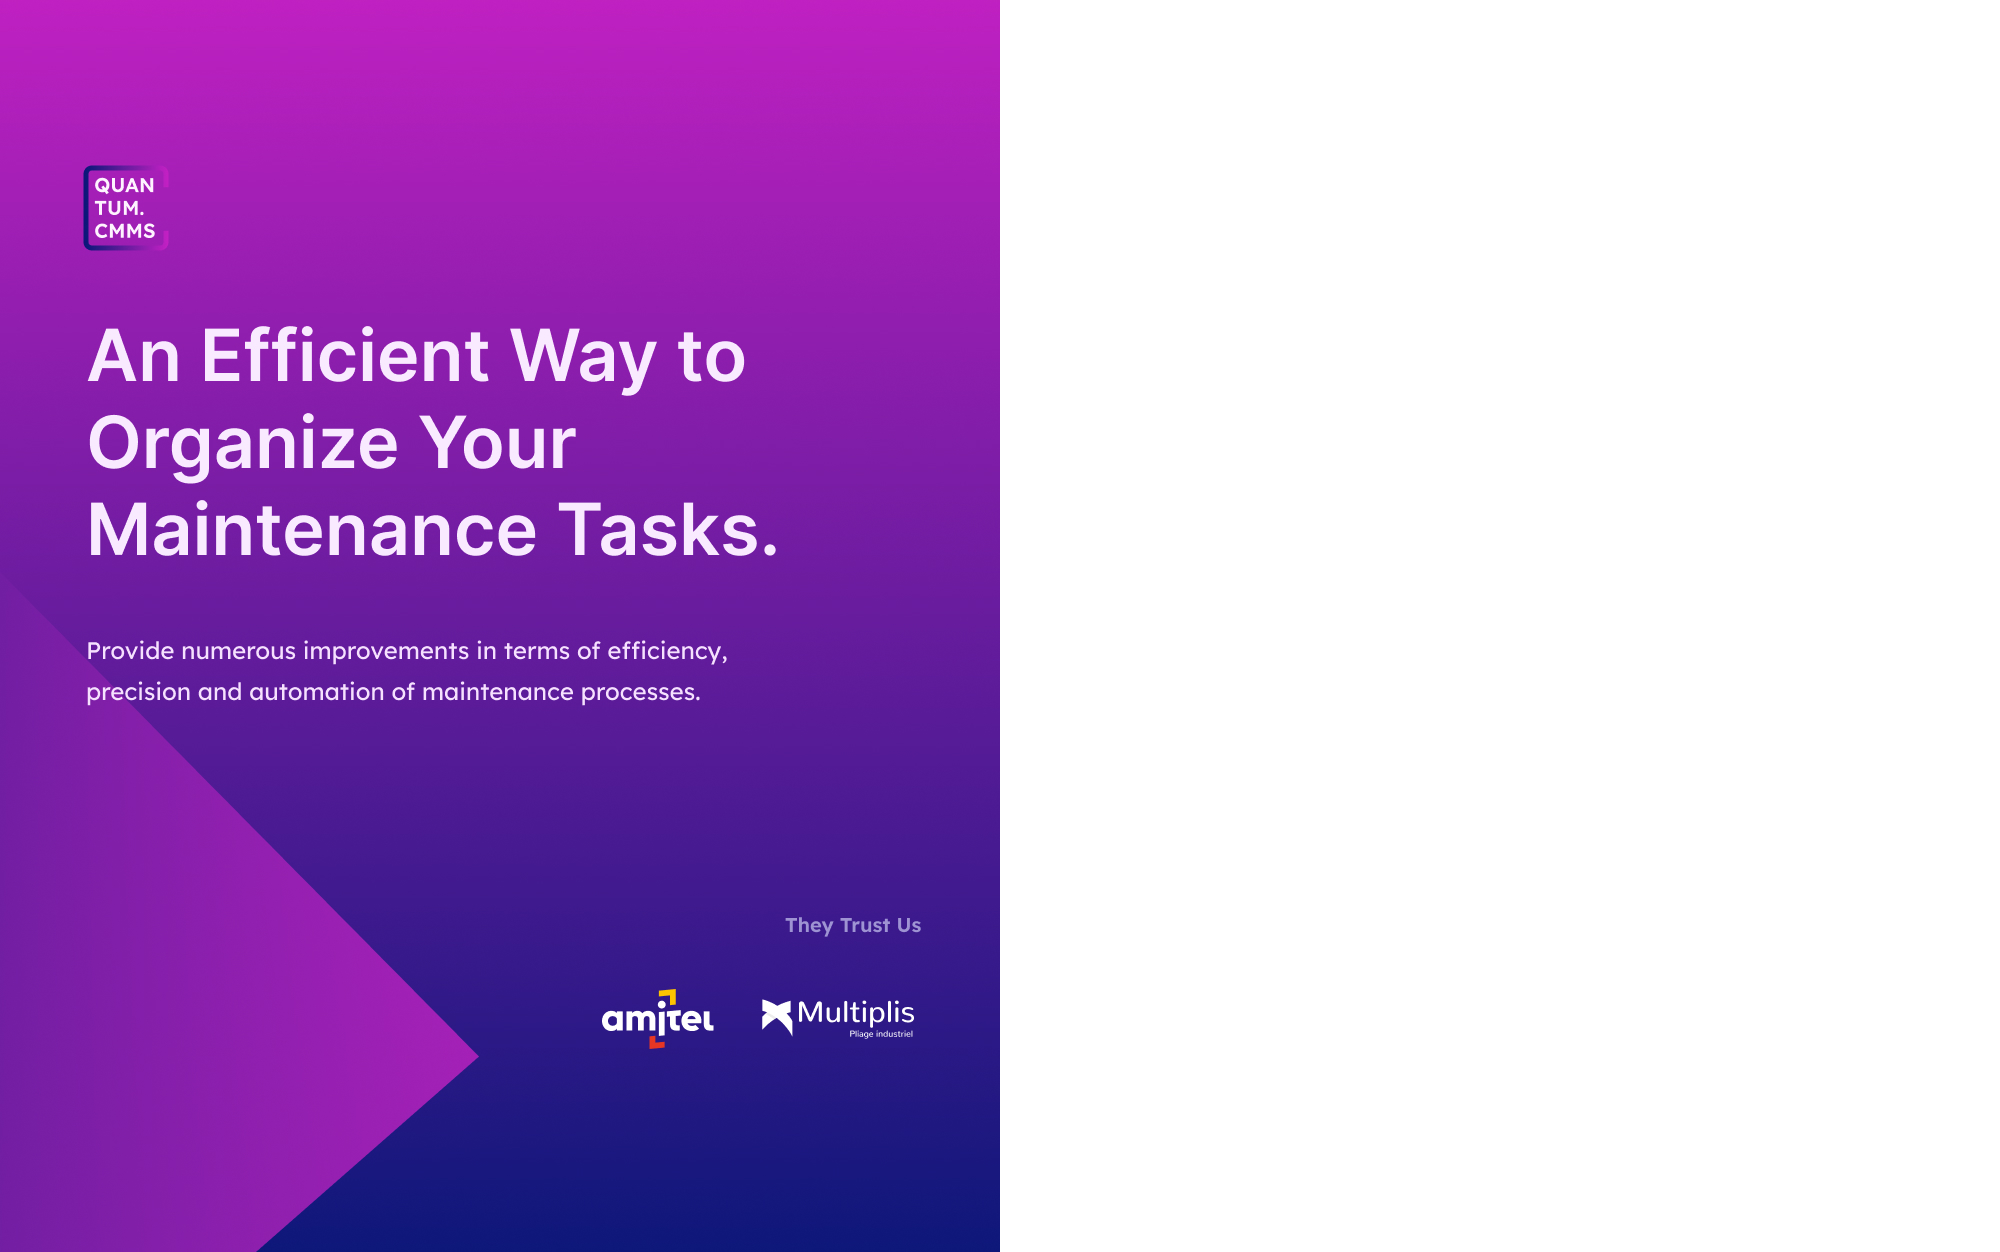 QUAN
TUM.
CMMS
An Efficient Way to
Organize Your
Maintenance Tasks.
Provide numerous improvements in terms of efficiency,
precision and automation of maintenance processes.
They Trust Us
amitel
Multiplis
Pliage industriel